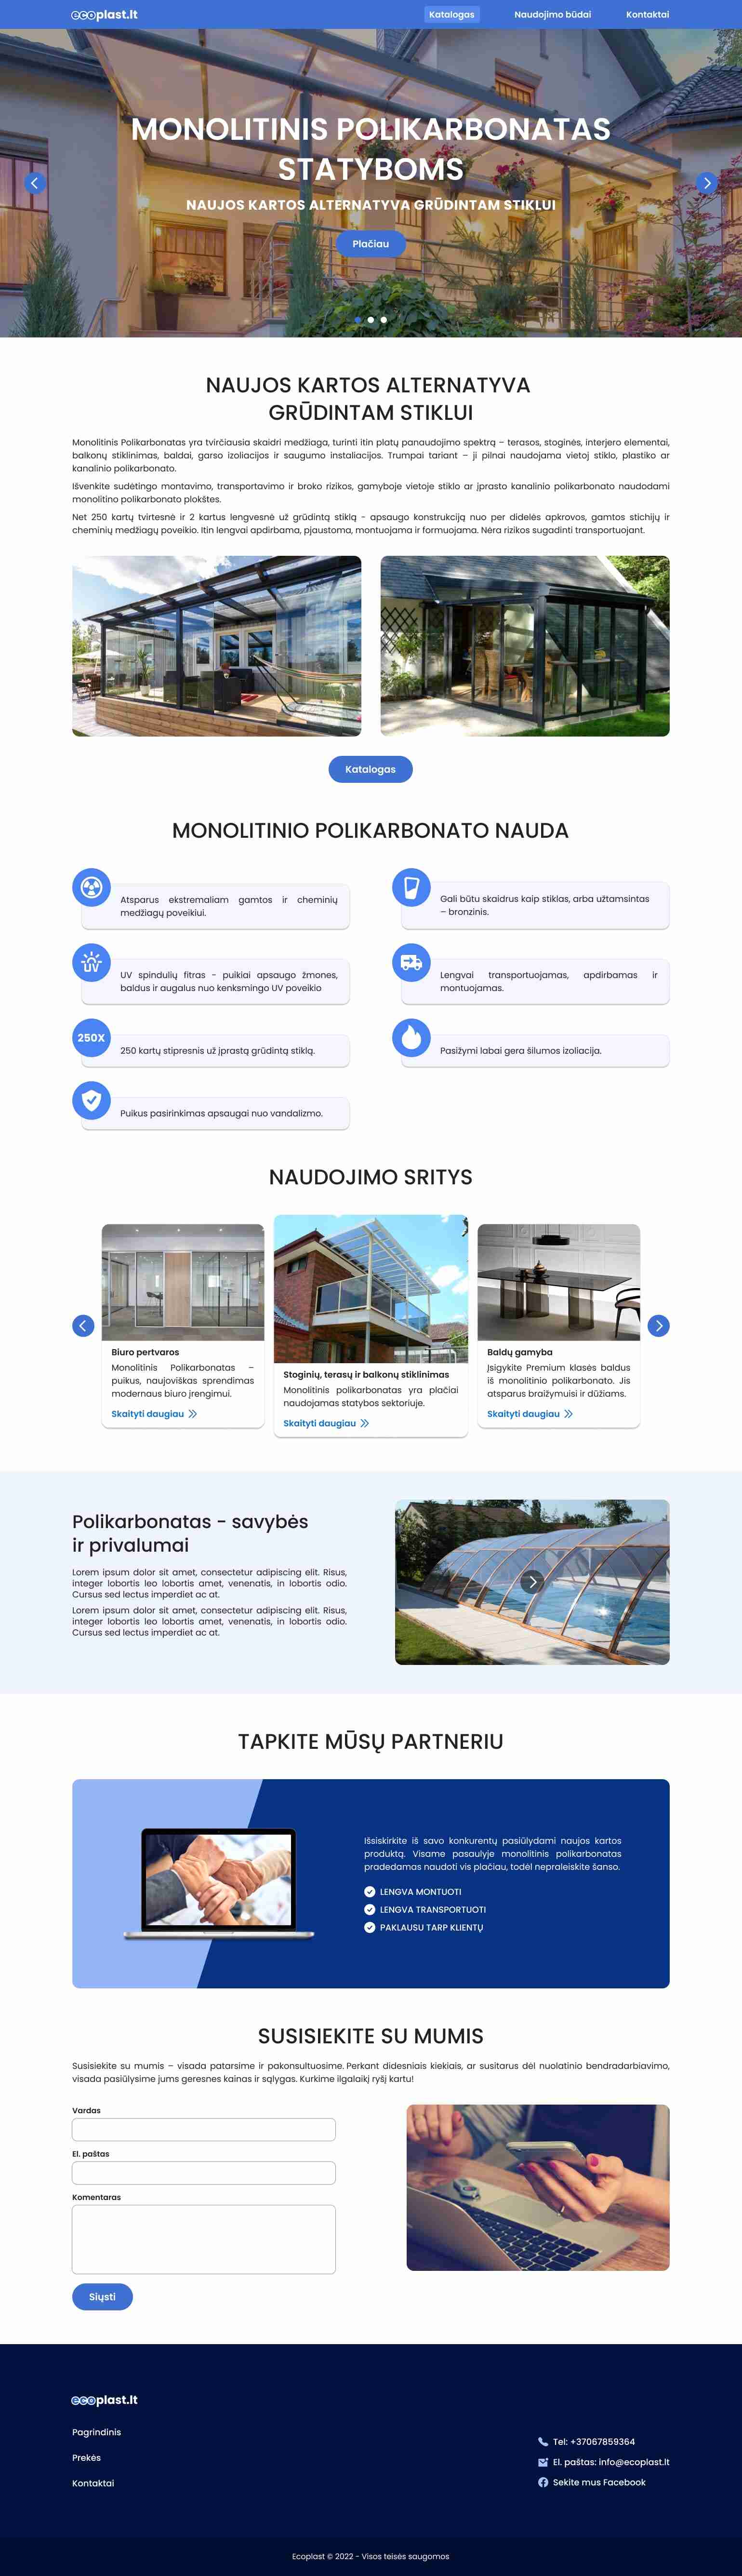 ecoplast.lt
Katalogas
Naudojimo būdai
Kontaktai
MONOLITINIS POLIKARBONATAS
STATYBOMS
NAUJOS KARTOS ALTERNATYVA GRŪDINTAM STIKLUI
Plačiau
NAUJOS KARTOS ALTERNATYVA
GRŪDINTAM STIKLUI
Monolitinis Polikarbonatas yra tvirčiausia skaidri medžiaga, turinti itin platų panaudojimo spektrą – terasos, stoginės, interjero elementai,
balkonų stiklinimas, baldai, garso izoliacijos ir saugumo instaliacijos. Trumpai tariant – ji pilnai naudojama vietoj stiklo, plastiko ar
kanalinio polikarbonato.
Išvenkite sudėtingo montavimo, transportavimo ir broko rizikos, gamyboje vietoje stiklo ar įprasto kanalinio polikarbonato naudodami
monolitino polikarbonato plokštes.
Net 250 kartų tvirtesnė ir 2 kartus lengvesnė už grūdintą stiklą - apsaugo konstrukciją nuo per didelės apkrovos, gamtos stichijų ir
cheminių medžiagų poveikio. Itin lengvai apdirbama, pjaustoma, montuojama ir formuojama. Nėra rizikos sugadinti transportuojant.
Katalogas
MONOLITINIO POLIKARBONATO NAUDA
Atsparus ekstremaliam gamtos ir cheminių
medžiagų poveikiui.
Gali būtu skaidrus kaip stiklas, arba užtamsintas
– bronzinis.
UV
UV spindulių fitras - puikiai apsaugo žmones,
baldus ir augalus nuo kenksmingo UV poveikio
Lengvai transportuojamas, apdirbamas ir
montuojamas.
250X
250 kartų stipresnis už įprastą grūdintą stiklą.
Pasižymi labai gera šilumos izoliacija.
Puikus pasirinkimas apsaugai nuo vandalizmo.
NAUDOJIMO SRITYS
Biuro pertvaros
Monolitinis Polikarbonatas –
puikus, naujoviškas sprendimas
modernaus biuro įrengimui.
Skaityti daugiau
Stoginių, terasų ir balkonų stiklinimas
Monolitinis polikarbonatas yra plačiai
naudojamas statybos sektoriuje.
Skaityti daugiau
Baldų gamyba
Įsigykite Premium klasės baldus
iš monolitinio polikarbonato. Jis
atsparus braižymuisi ir dūžiams.
Skaityti daugiau
Polikarbonatas - savybės
ir privalumai
Lorem ipsum dolor sit amet, consectetur adipiscing elit. Risus,
integer lobortis leo lobortis amet, venenatis, in lobortis odio.
Cursus sed lectus imperdiet ac at.
Lorem ipsum dolor sit amet, consectetur adipiscing elit. Risus,
integer lobortis leo lobortis amet, venenatis, in lobortis odio.
Cursus sed lectus imperdiet ac at.
TAPKITE MŪSŲ PARTNERIU
Išsiskirkite iš savo konkurentų pasiūlydami naujos kartos
produktą. Visame pasaulyje monolitinis polikarbonatas
pradedamas naudoti vis plačiau, todėl nepraleiskite šanso.
LENGVA MONTUOTI
LENGVA TRANSPORTUOTI
PAKLAUSU TARP KLIENTŲ
SUSISIEKITE SU MUMIS
Susisiekite su mumis – visada patarsime ir pakonsultuosime. Perkant didesniais kiekiais, ar susitarus dėl nuolatinio bendradarbiavimo,
visada pasiūlysime jums geresnes kainas ir sąlygas. Kurkime ilgalaikį ryšį kartu!
Vardas
El. paštas
Komentaras
Siųsti
ecoplast.lt
Pagrindinis
Prekės
Kontaktai
Tel: +37067859364
El. paštas: info@ecoplast.lt
Sekite mus Facebook
Ecoplast © 2022 - Visos teisės saugomos